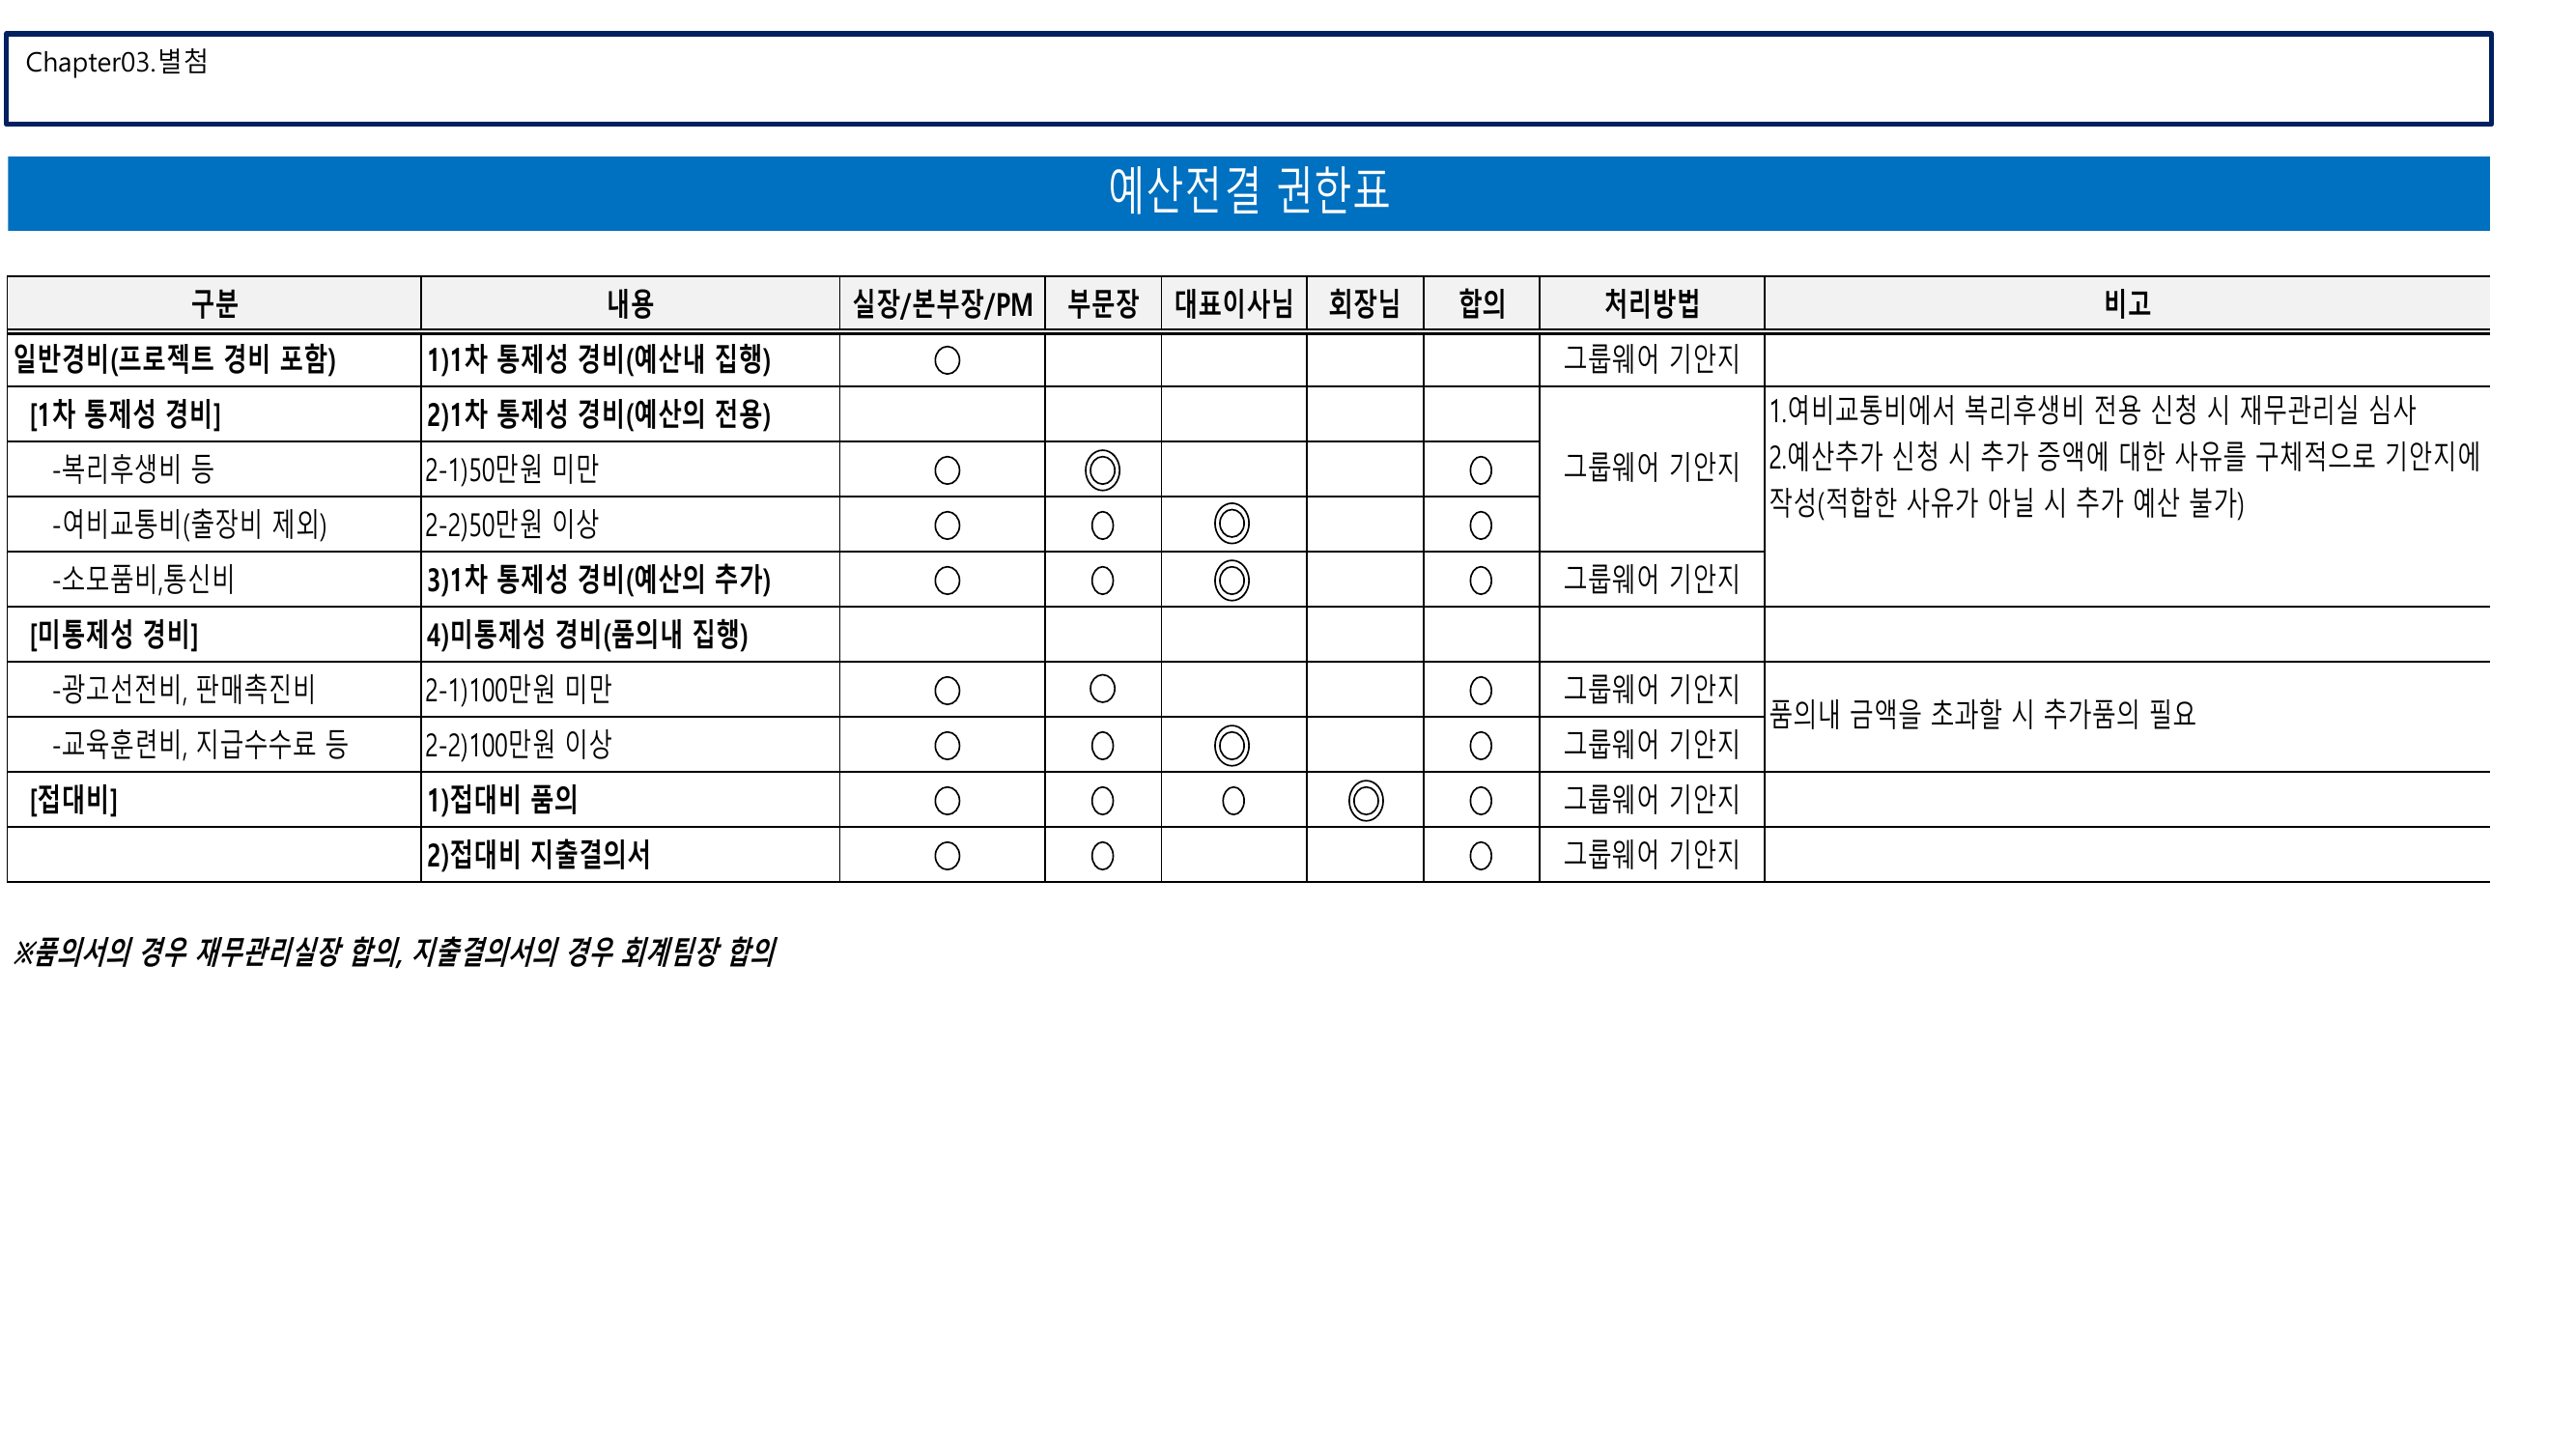 Chapter03.별첨
예산전결 권한표
구분 내용 실장/본부장/PM 부문장 대표이사님 회장님 합의 처리방법 비고
일반경비(프로젝트 경비 포함) 1)1차 통제성 경비(예산내 집행) ○ 그룹웨어 기안지
[1차 통제성 경비] 2)1차 통제성 경비(예산의 전용)
-복리후생비 등 2-1)50만원 미만 ○ ◎ ○ 그룹웨어 기안지
1.여비교통비에서 복리후생비 전용 신청 시 재무관리실 심사
2.예산추가 신청 시 추가 증액에 대한 사유를 구체적으로 기안지에
작성(적합한 사유가 아닐 시 추가 예산 불가)
-여비교통비(출장비 제외) 2-2)50만원 이상 ○ ○ ◎ ○
-소모품비,통신비 3)1차 통제성 경비(예산의 추가) ○ ○ ◎ ○ 그룹웨어 기안지
[미통제성 경비] 4)미통제성 경비(품의내 집행)
-광고선전비, 판매촉진비 2-1)100만원 미만 ○ ○ ○ 그룹웨어 기안지
품의내 금액을 초과할 시 추가품의 필요
-교육훈련비, 지급수수료 등 2-2)100만원 이상 ○ ○ ◎ ○ 그룹웨어 기안지
[접대비] 1)접대비 품의 ○ ○ ○ ◎ ○ 그룹웨어 기안지
2)접대비 지출결의서 ○ ○ ○ 그룹웨어 기안지
※품의서의 경우 재무관리실장 합의, 지출결의서의 경우 회계팀장 합의